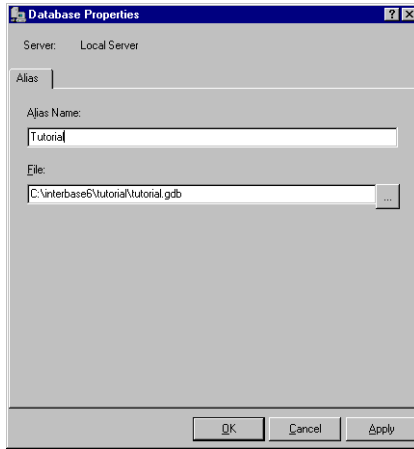 Database Properties
Server: Local Server
Alias
Alias Name:
Tutorial
File:
C:\interbase6\tutorial\tutorial.gdb
...
OK Cancel Apply